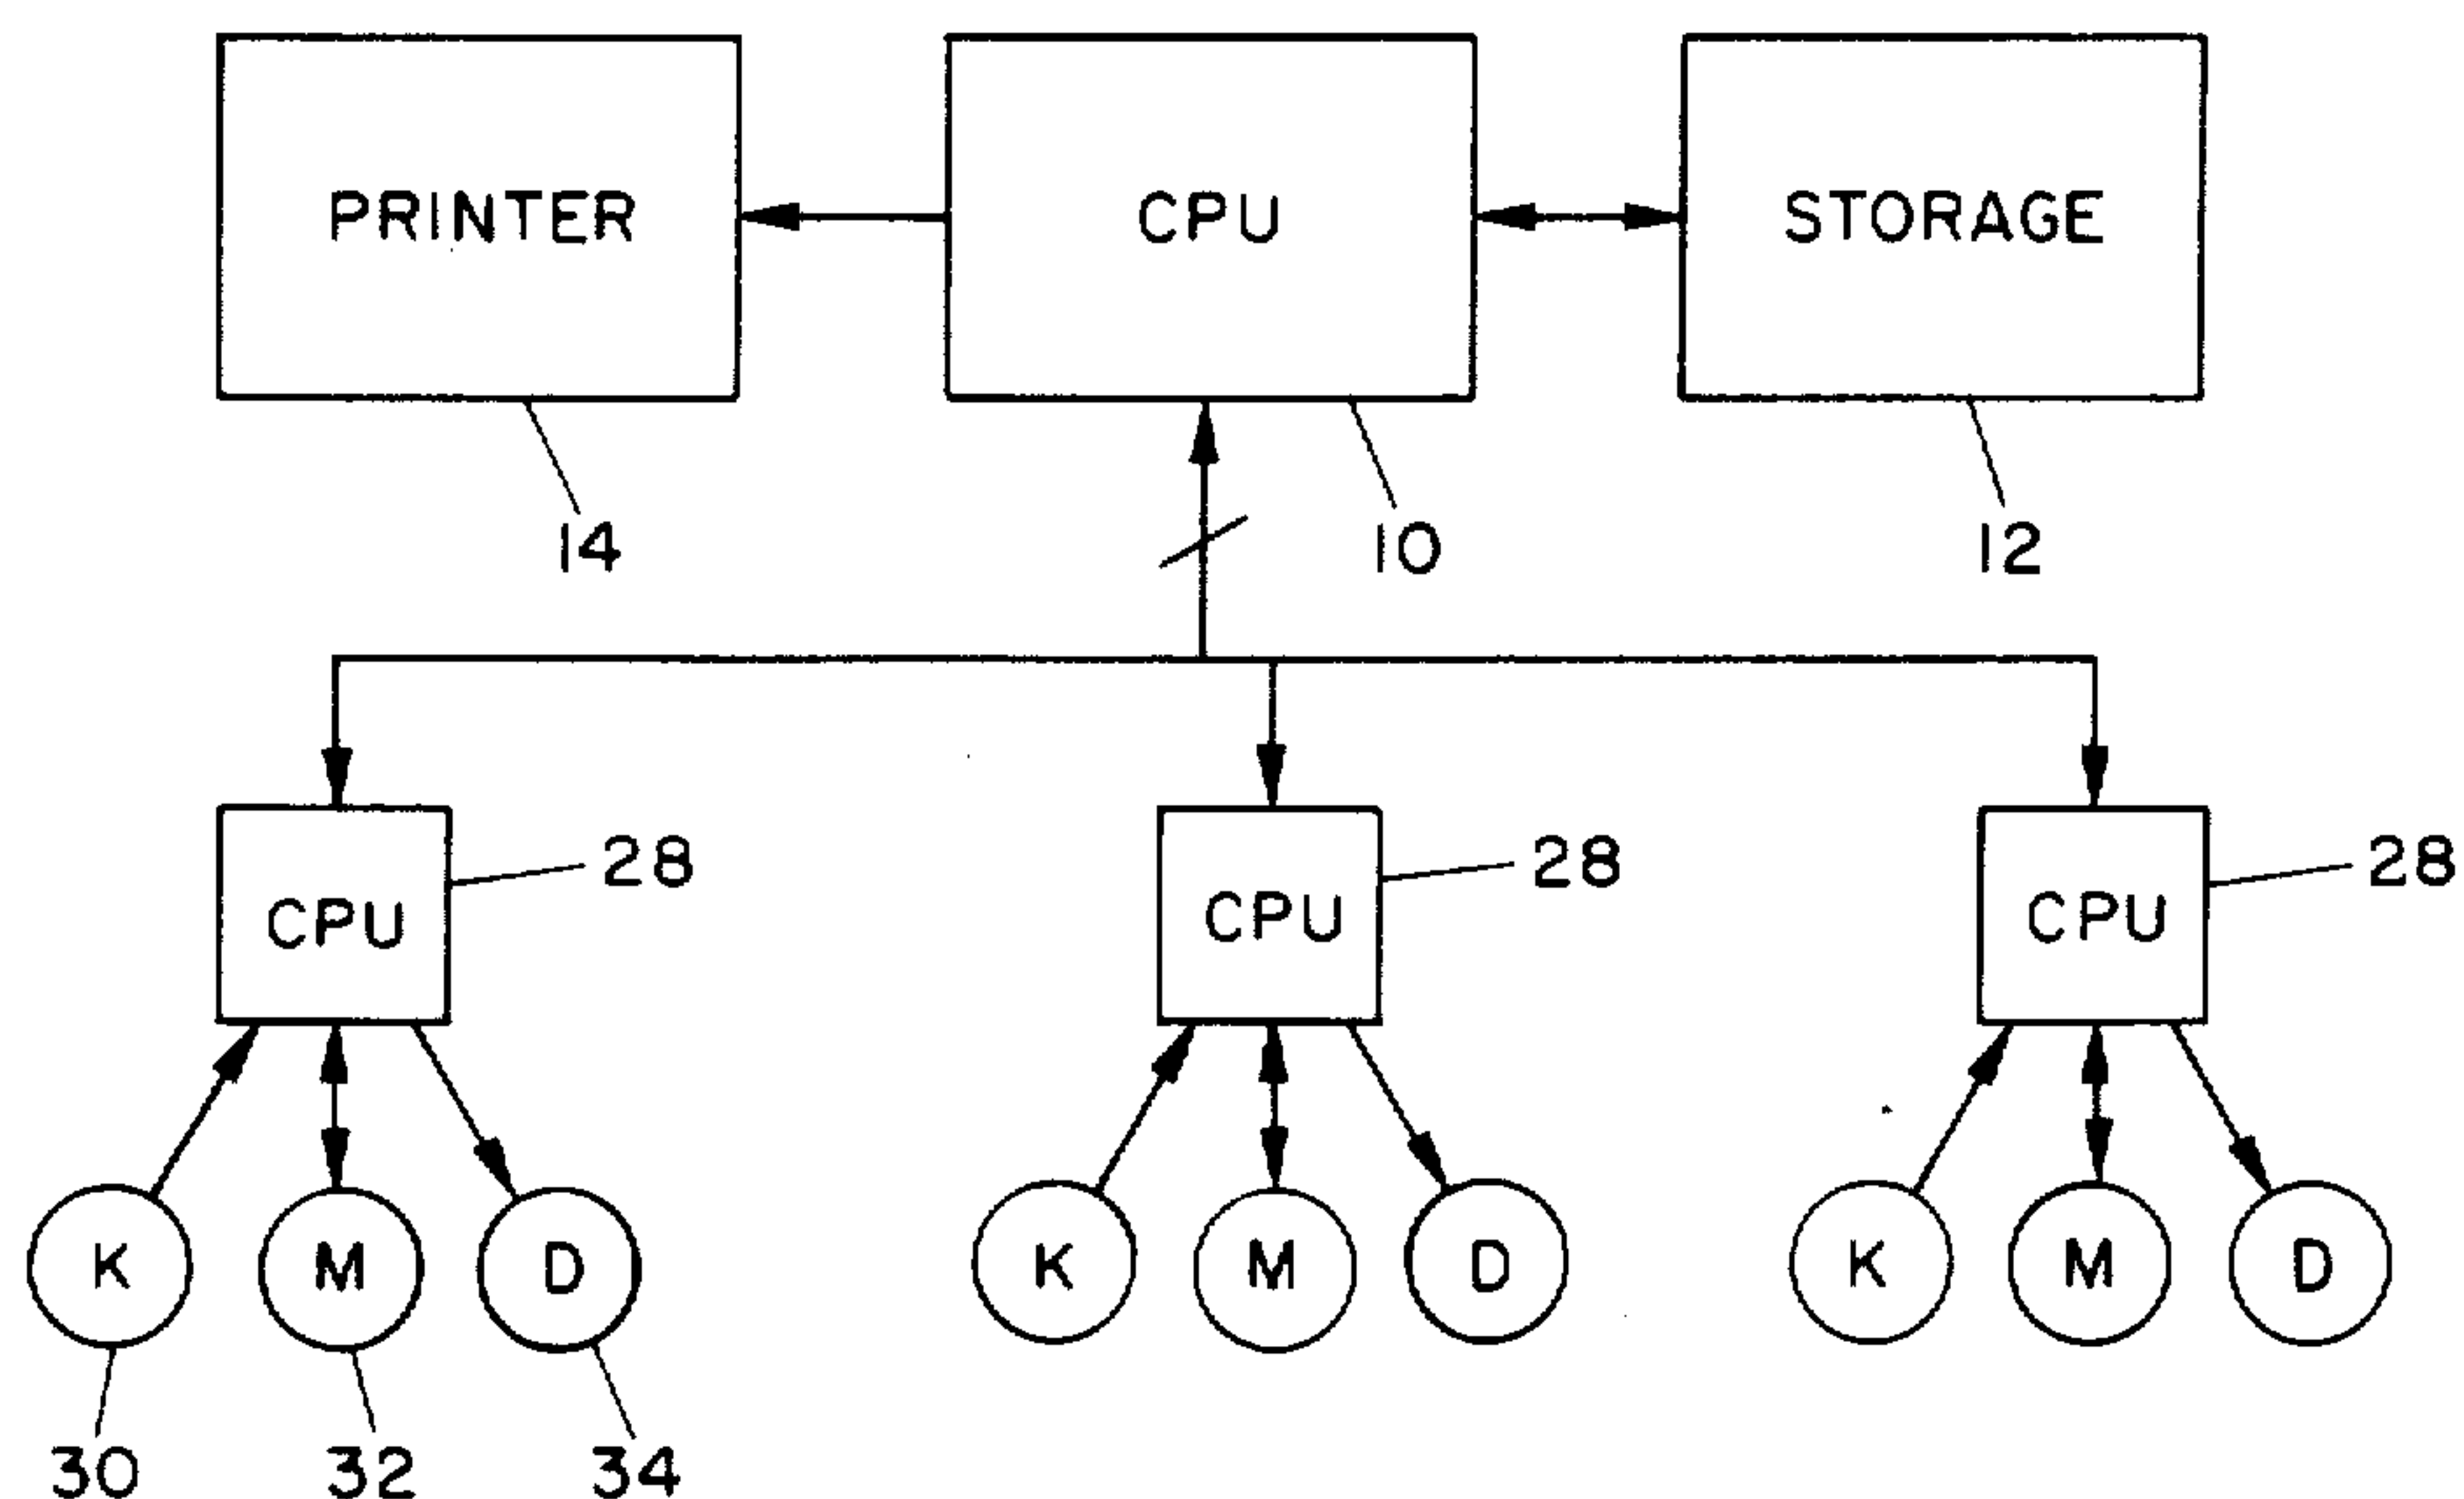 PRINTER CPU STORAGE
14 10 12
28 28 28
CPU CPU CPU
K M D K M D K M D
30 32 34